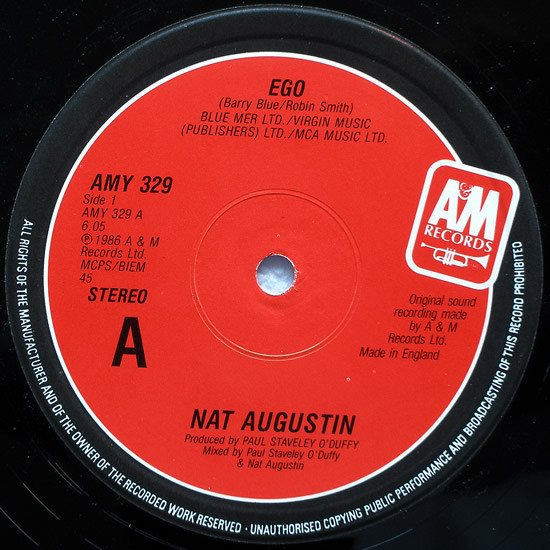 EGO
(Barry Blue/Robin Smith)
BLUE MER LTD./VIRGIN MUSIC
(PUBLISHERS) LTD./MCA MUSIC LTD.
AMY 329
Side 1
AMY 329 A
6.05
℗ 1986 A & M
Records Ltd.
MCPS/BIEM
45
STEREO
A
A&M
RECORDS
Original sound
recording made
by A & M
Records Ltd.
Made in England
NAT AUGUSTIN
Produced by PAUL STAVELEY O'DUFFY
Mixed by Paul Staveley O'Duffy
& Nat Augustin
ALL RIGHTS OF THE MANUFACTURER AND OF THE OWNER OF THE RECORDED WORK RESERVED · UNAUTHORISED COPYING PUBLIC PERFORMANCE AND BROADCASTING OF THIS RECORD PROHIBITED